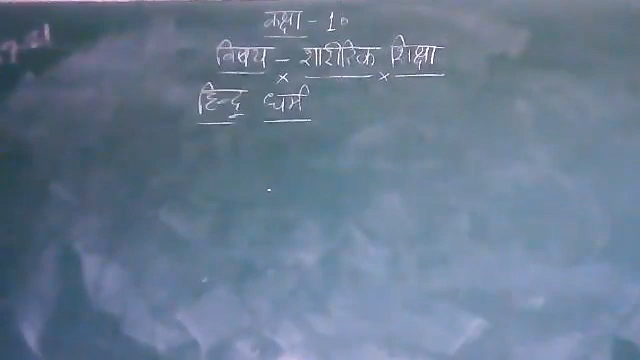 कक्षा - 10
विषय - शारीरिक शिक्षा
x x
हिन्दू धर्म